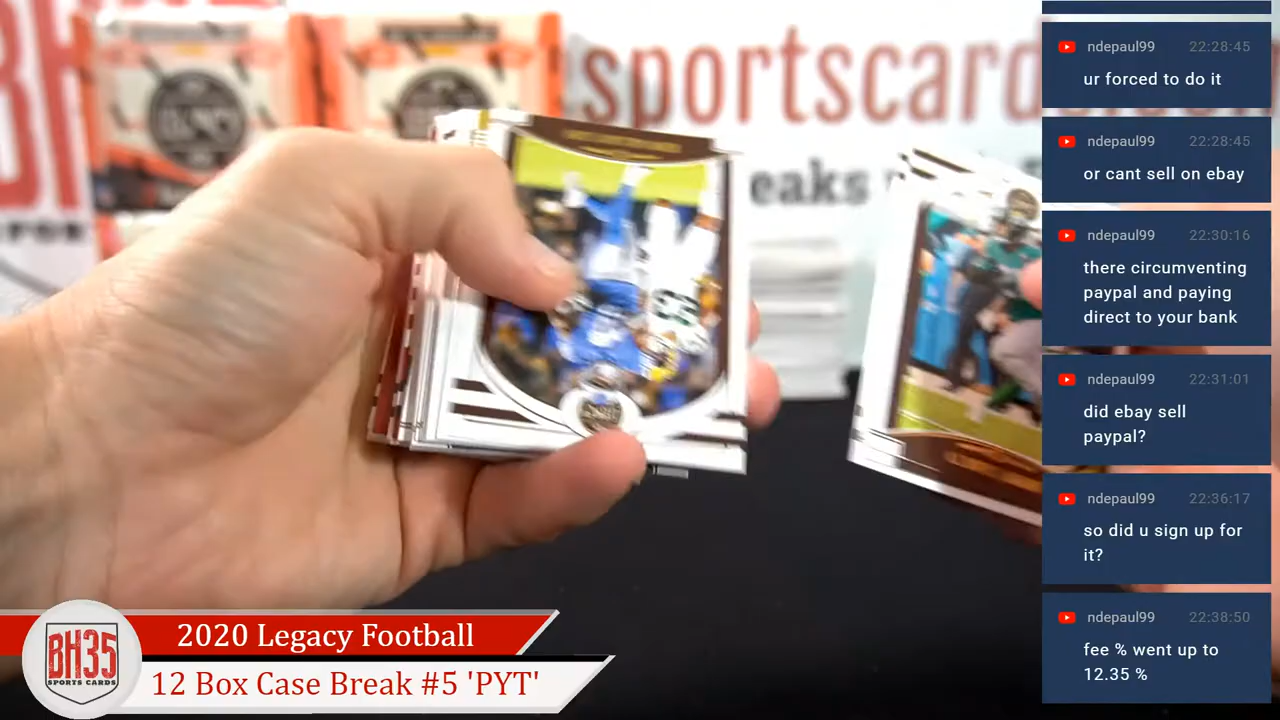 sportscards
eaks
BH35
SPORTS CARDS
2020 Legacy Football
12 Box Case Break #5 'PYT'
ndepaul99 22:28:45
ur forced to do it
ndepaul99 22:28:45
or cant sell on ebay
ndepaul99 22:30:16
there circumventing
paypal and paying
direct to your bank
ndepaul99 22:31:01
did ebay sell
paypal?
ndepaul99 22:36:17
so did u sign up for
it?
ndepaul99 22:38:50
fee % went up to
12.35 %